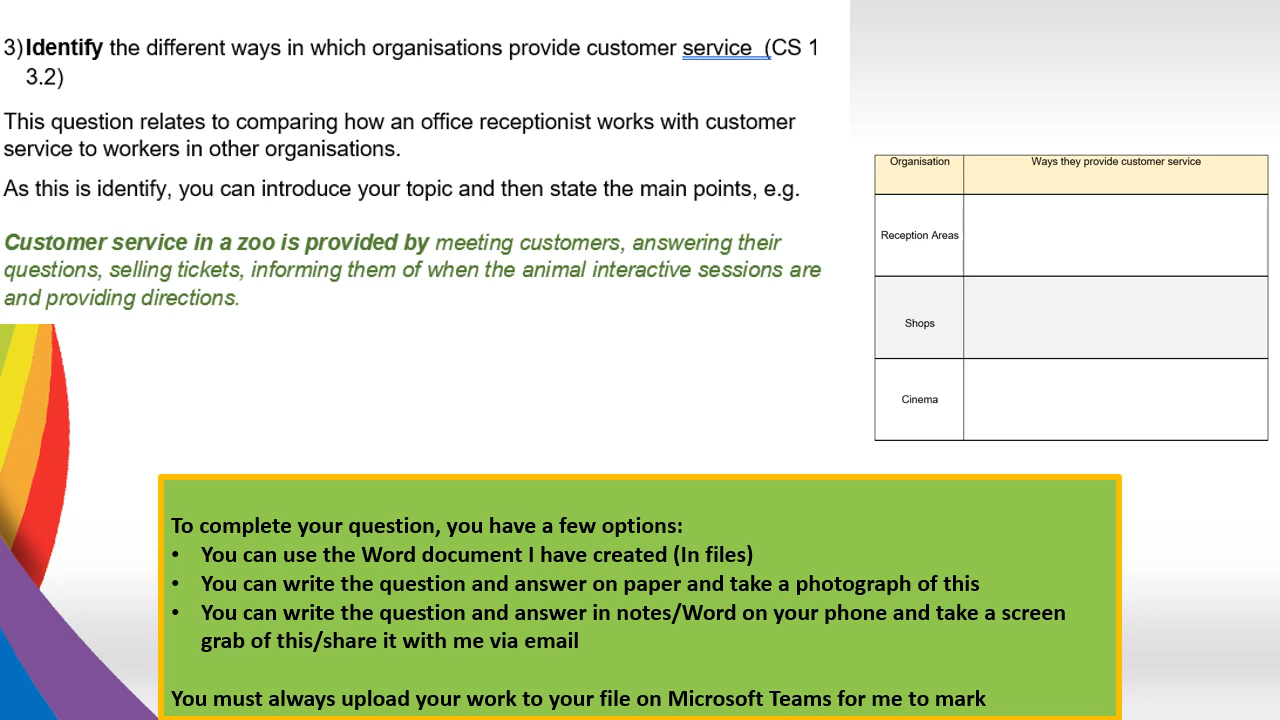 3) Identify the different ways in which organisations provide customer service (CS 1
3.2)
This question relates to comparing how an office receptionist works with customer
service to workers in other organisations.
As this is identify, you can introduce your topic and then state the main points, e.g.
Customer service in a zoo is provided by meeting customers, answering their
questions, selling tickets, informing them of when the animal interactive sessions are
and providing directions.
Organisation Ways they provide customer service
Reception Areas
Shops
Cinema
To complete your question, you have a few options:
• You can use the Word document I have created (In files)
• You can write the question and answer on paper and take a photograph of this
• You can write the question and answer in notes/Word on your phone and take a screen
grab of this/share it with me via email
You must always upload your work to your file on Microsoft Teams for me to mark